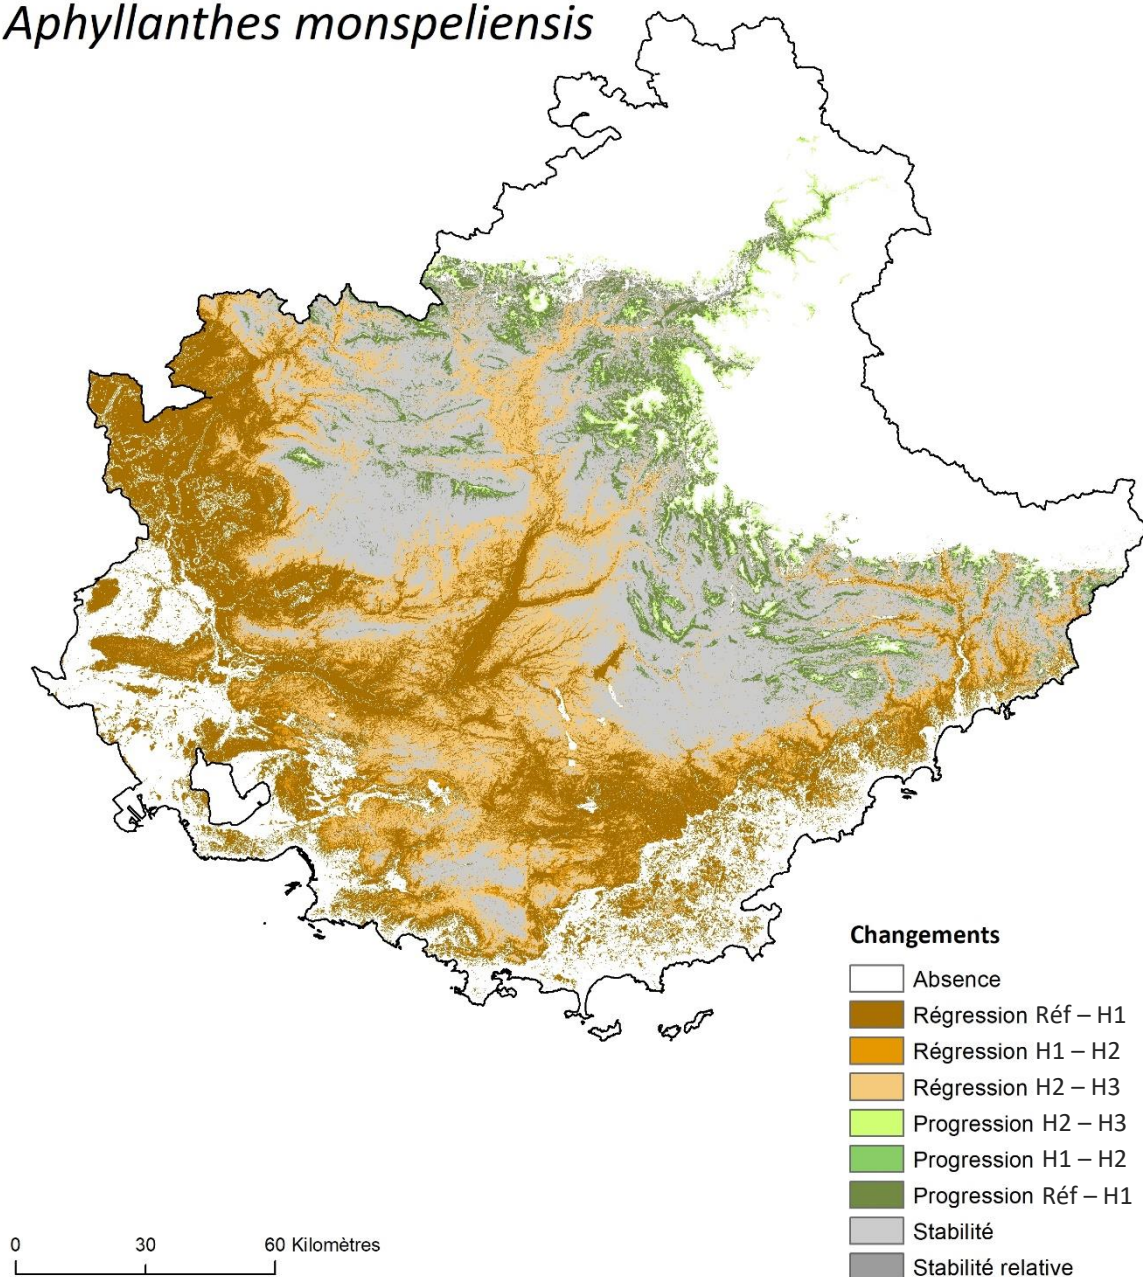 Aphyllanthes monspeliensis
Changements
Absence
Régression Réf – H1
Régression H1 – H2
Régression H2 – H3
Progression H2 – H3
Progression H1 – H2
Progression Réf – H1
Stabilité
Stabilité relative
0 30 60 Kilomètres